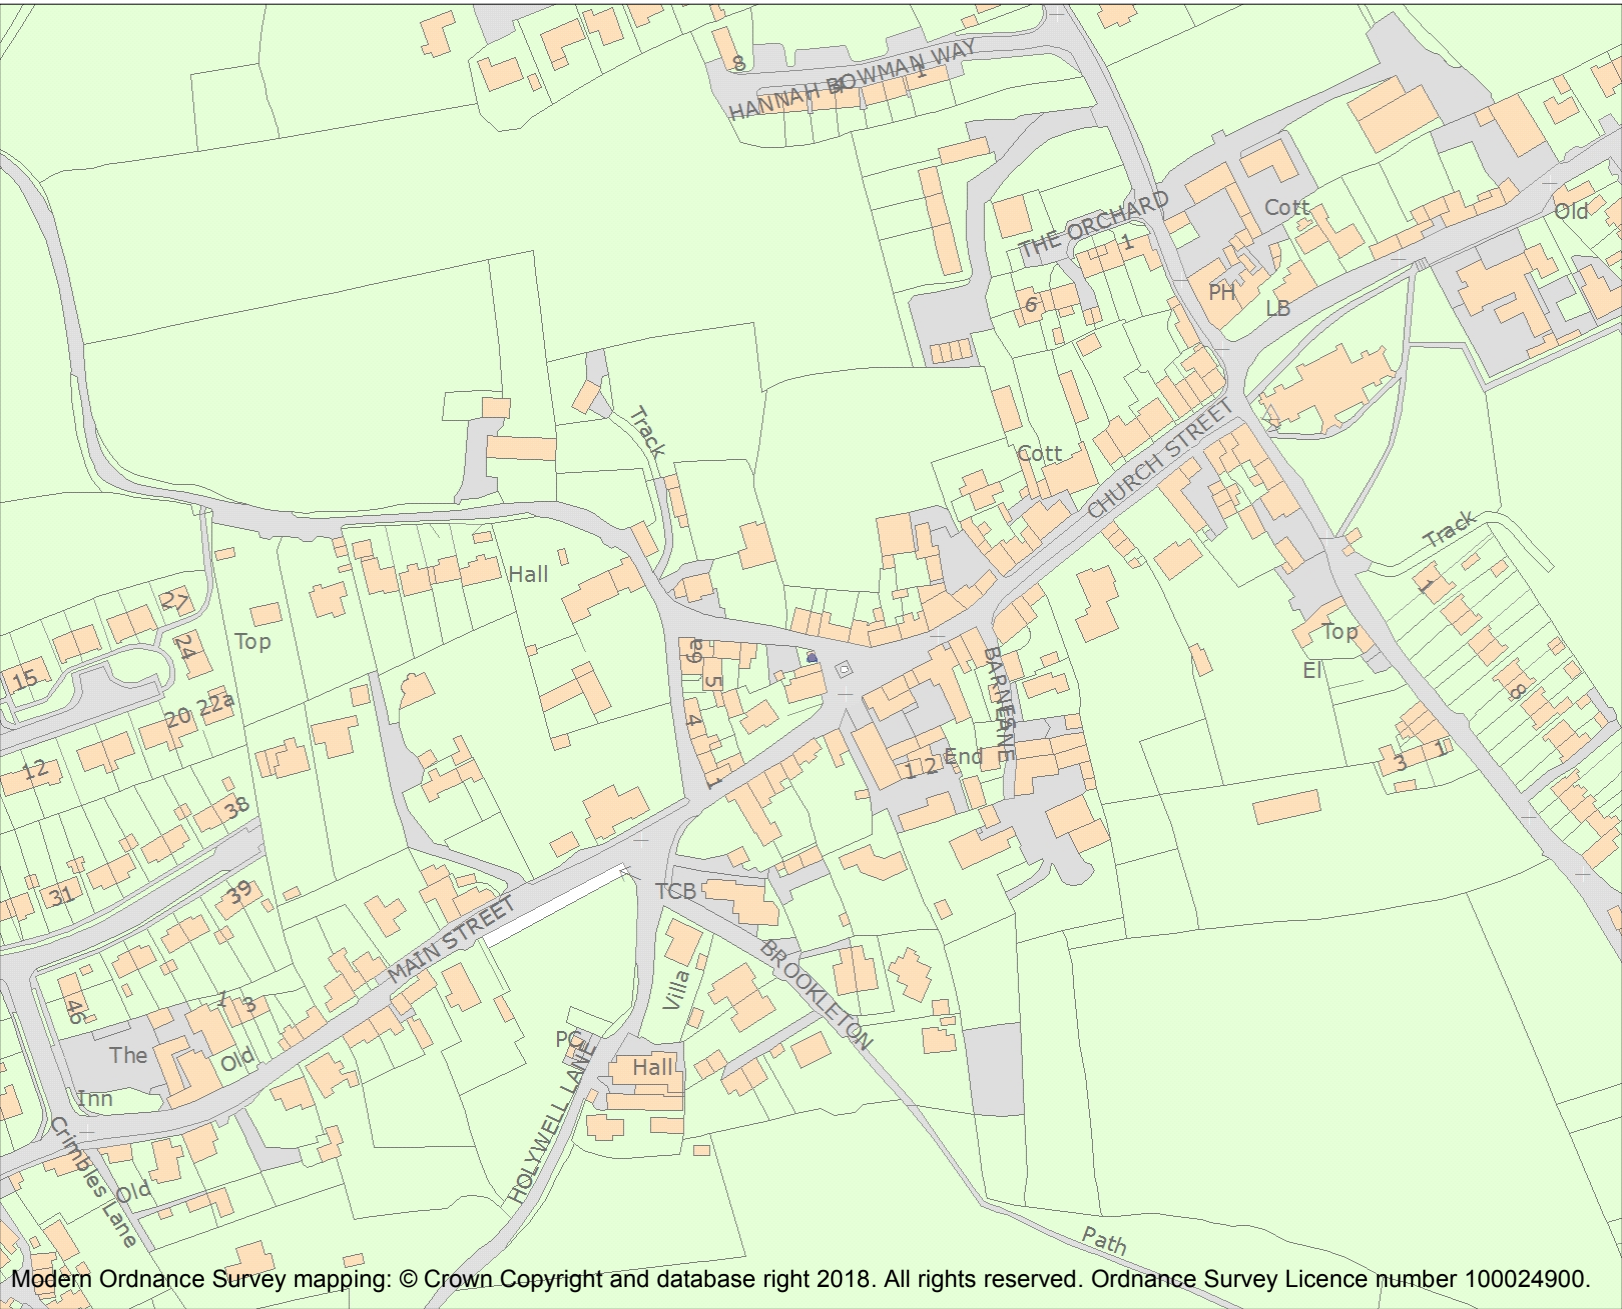 8
HANNAH BOWMAN WAY
1
THE ORCHARD
1
Cott
Old
6
PH
LB
Track
Cott
CHURCH STREET
Track
Hall
27
24
Top
15
20 22a
12
9a
5
4
1
BARNES LANE
End
1 2
1
Top
El
8
3 1
38
31
39
TCB
MAIN STREET
BROOKLETON
Villa
46
1 3
The
Old
Inn
PC
Hall
HOLYWELL LANE
Crimbles Lane
Old
Path
Modern Ordnance Survey mapping: © Crown Copyright and database right 2018. All rights reserved. Ordnance Survey Licence number 100024900.